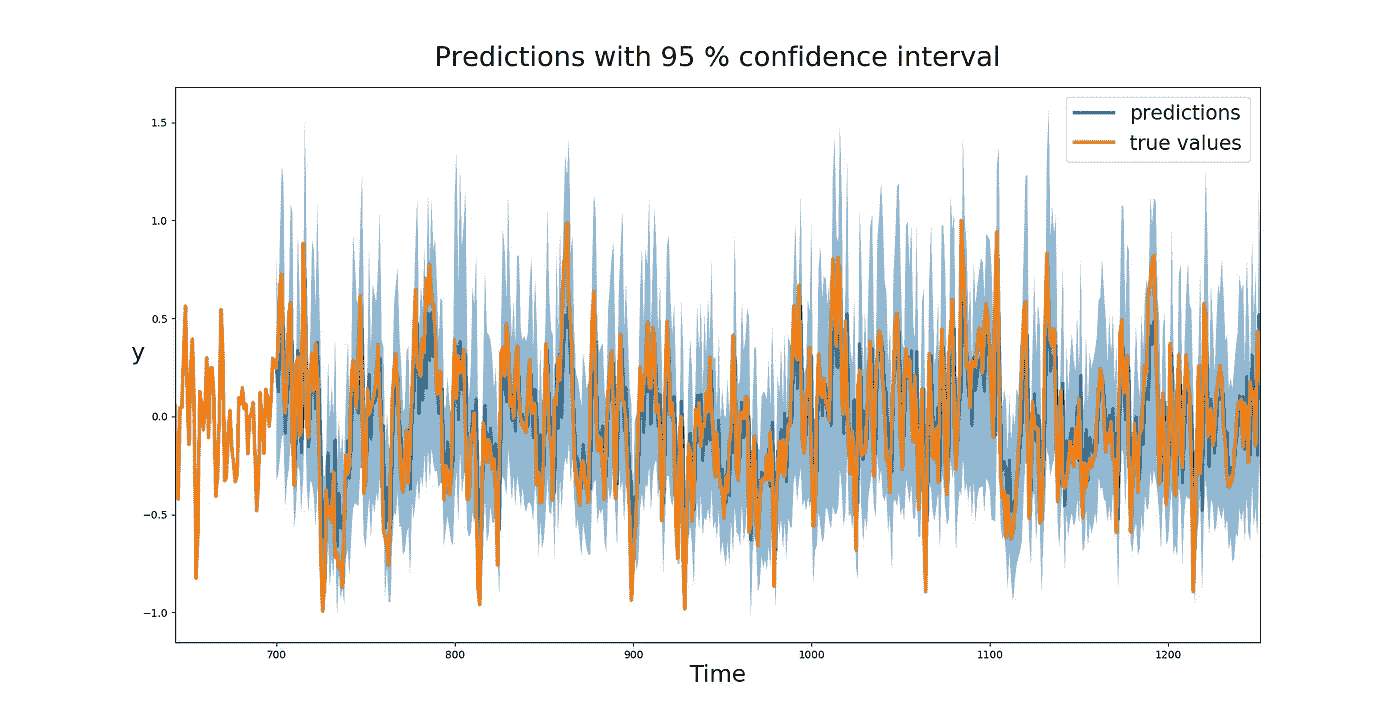 Predictions with 95 % confidence interval
predictions
true values
1.5
1.0
0.5
0.0
−0.5
−1.0
y
700 800 900 1000 1100 1200
Time